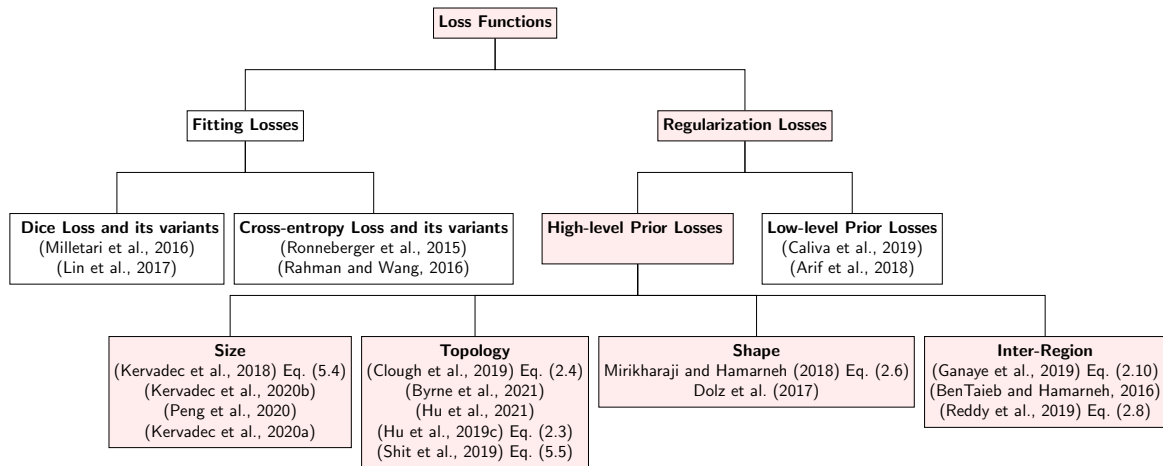 Loss Functions
Fitting Losses
Regularization Losses
Dice Loss and its variants
(Milletari et al., 2016)
(Lin et al., 2017)
Cross-entropy Loss and its variants
(Ronneberger et al., 2015)
(Rahman and Wang, 2016)
High-level Prior Losses
Low-level Prior Losses
(Caliva et al., 2019)
(Arif et al., 2018)
Size
(Kervadec et al., 2018) Eq. (5.4)
(Kervadec et al., 2020b)
(Peng et al., 2020)
(Kervadec et al., 2020a)
Topology
(Clough et al., 2019) Eq. (2.4)
(Byrne et al., 2021)
(Hu et al., 2021)
(Hu et al., 2019c) Eq. (2.3)
(Shit et al., 2019) Eq. (5.5)
Shape
Mirikharaji and Hamarneh (2018) Eq. (2.6)
Dolz et al. (2017)
Inter-Region
(Ganaye et al., 2019) Eq. (2.10)
(BenTaieb and Hamarneh, 2016)
(Reddy et al., 2019) Eq. (2.8)